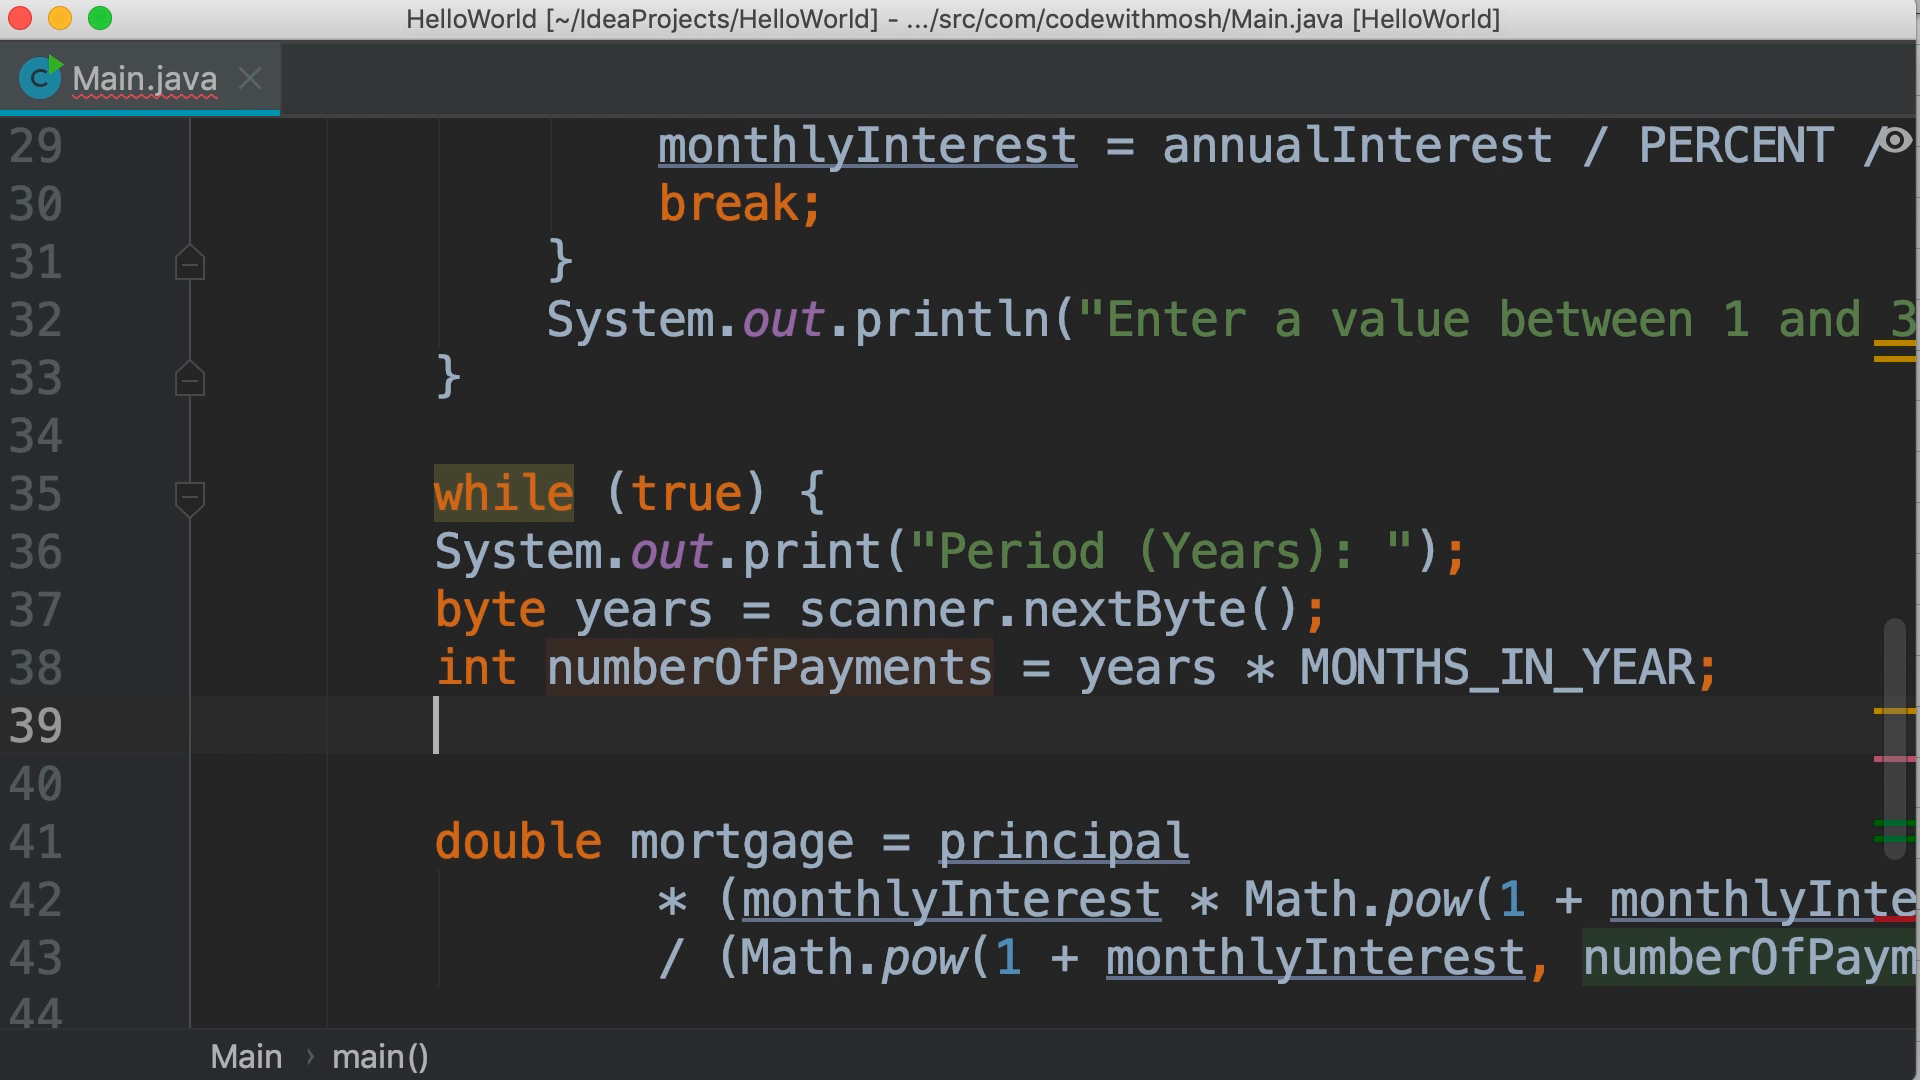 HelloWorld [~/IdeaProjects/HelloWorld] - .../src/com/codewithmosh/Main.java [HelloWorld]
C Main.java
29 monthlyInterest = annualInterest / PERCENT /
30 break;
31 }
32 System.out.println("Enter a value between 1 and 3
33 }
34
35 while (true) {
36 System.out.print("Period (Years): ");
37 byte years = scanner.nextByte();
38 int numberOfPayments = years * MONTHS_IN_YEAR;
39
40
41 double mortgage = principal
42 * (monthlyInterest * Math.pow(1 + monthlyInte
43 / (Math.pow(1 + monthlyInterest, numberOfPaym
44
Main › main()